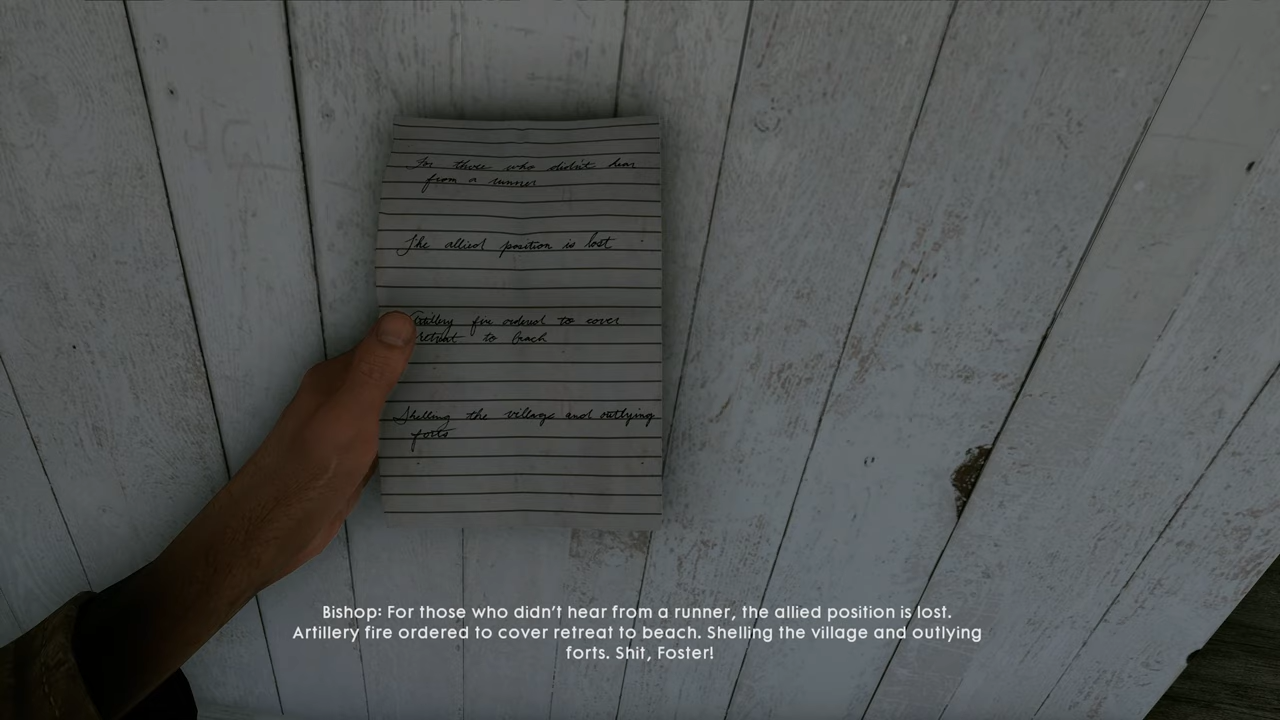 For those who didn't hear
from a runner
The allied position is lost
Artillery fire ordered to cover
retreat to beach
Shelling the village and outlying
forts
Bishop: For those who didn't hear from a runner, the allied position is lost.
Artillery fire ordered to cover retreat to beach. Shelling the village and outlying
forts. Shit, Foster!